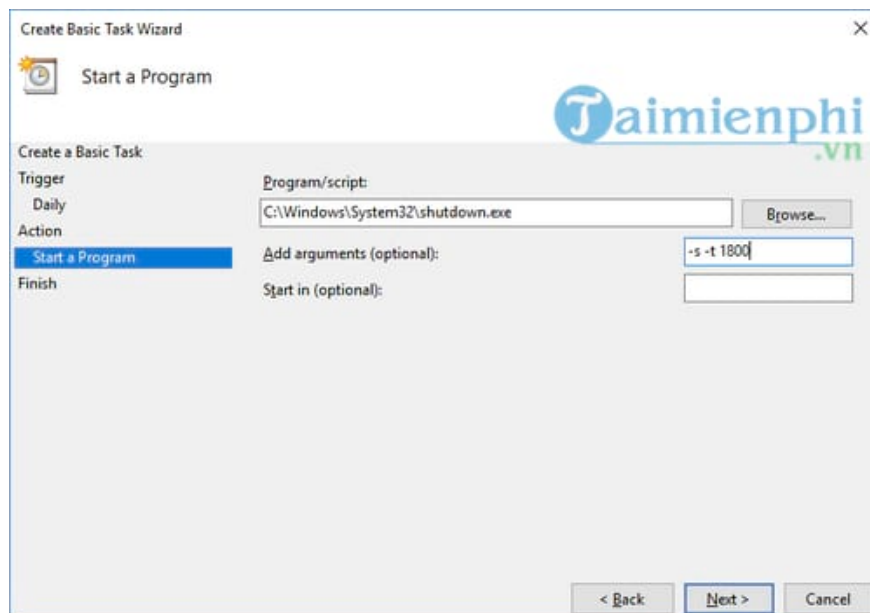 Create Basic Task Wizard
Start a Program
Taimienphi
.vn
Create a Basic Task
Trigger
Daily
Action
Start a Program
Finish
Program/script:
C:\Windows\System32\shutdown.exe
Browse...
Add arguments (optional):
-s -t 1800
Start in (optional):
< Back
Next >
Cancel